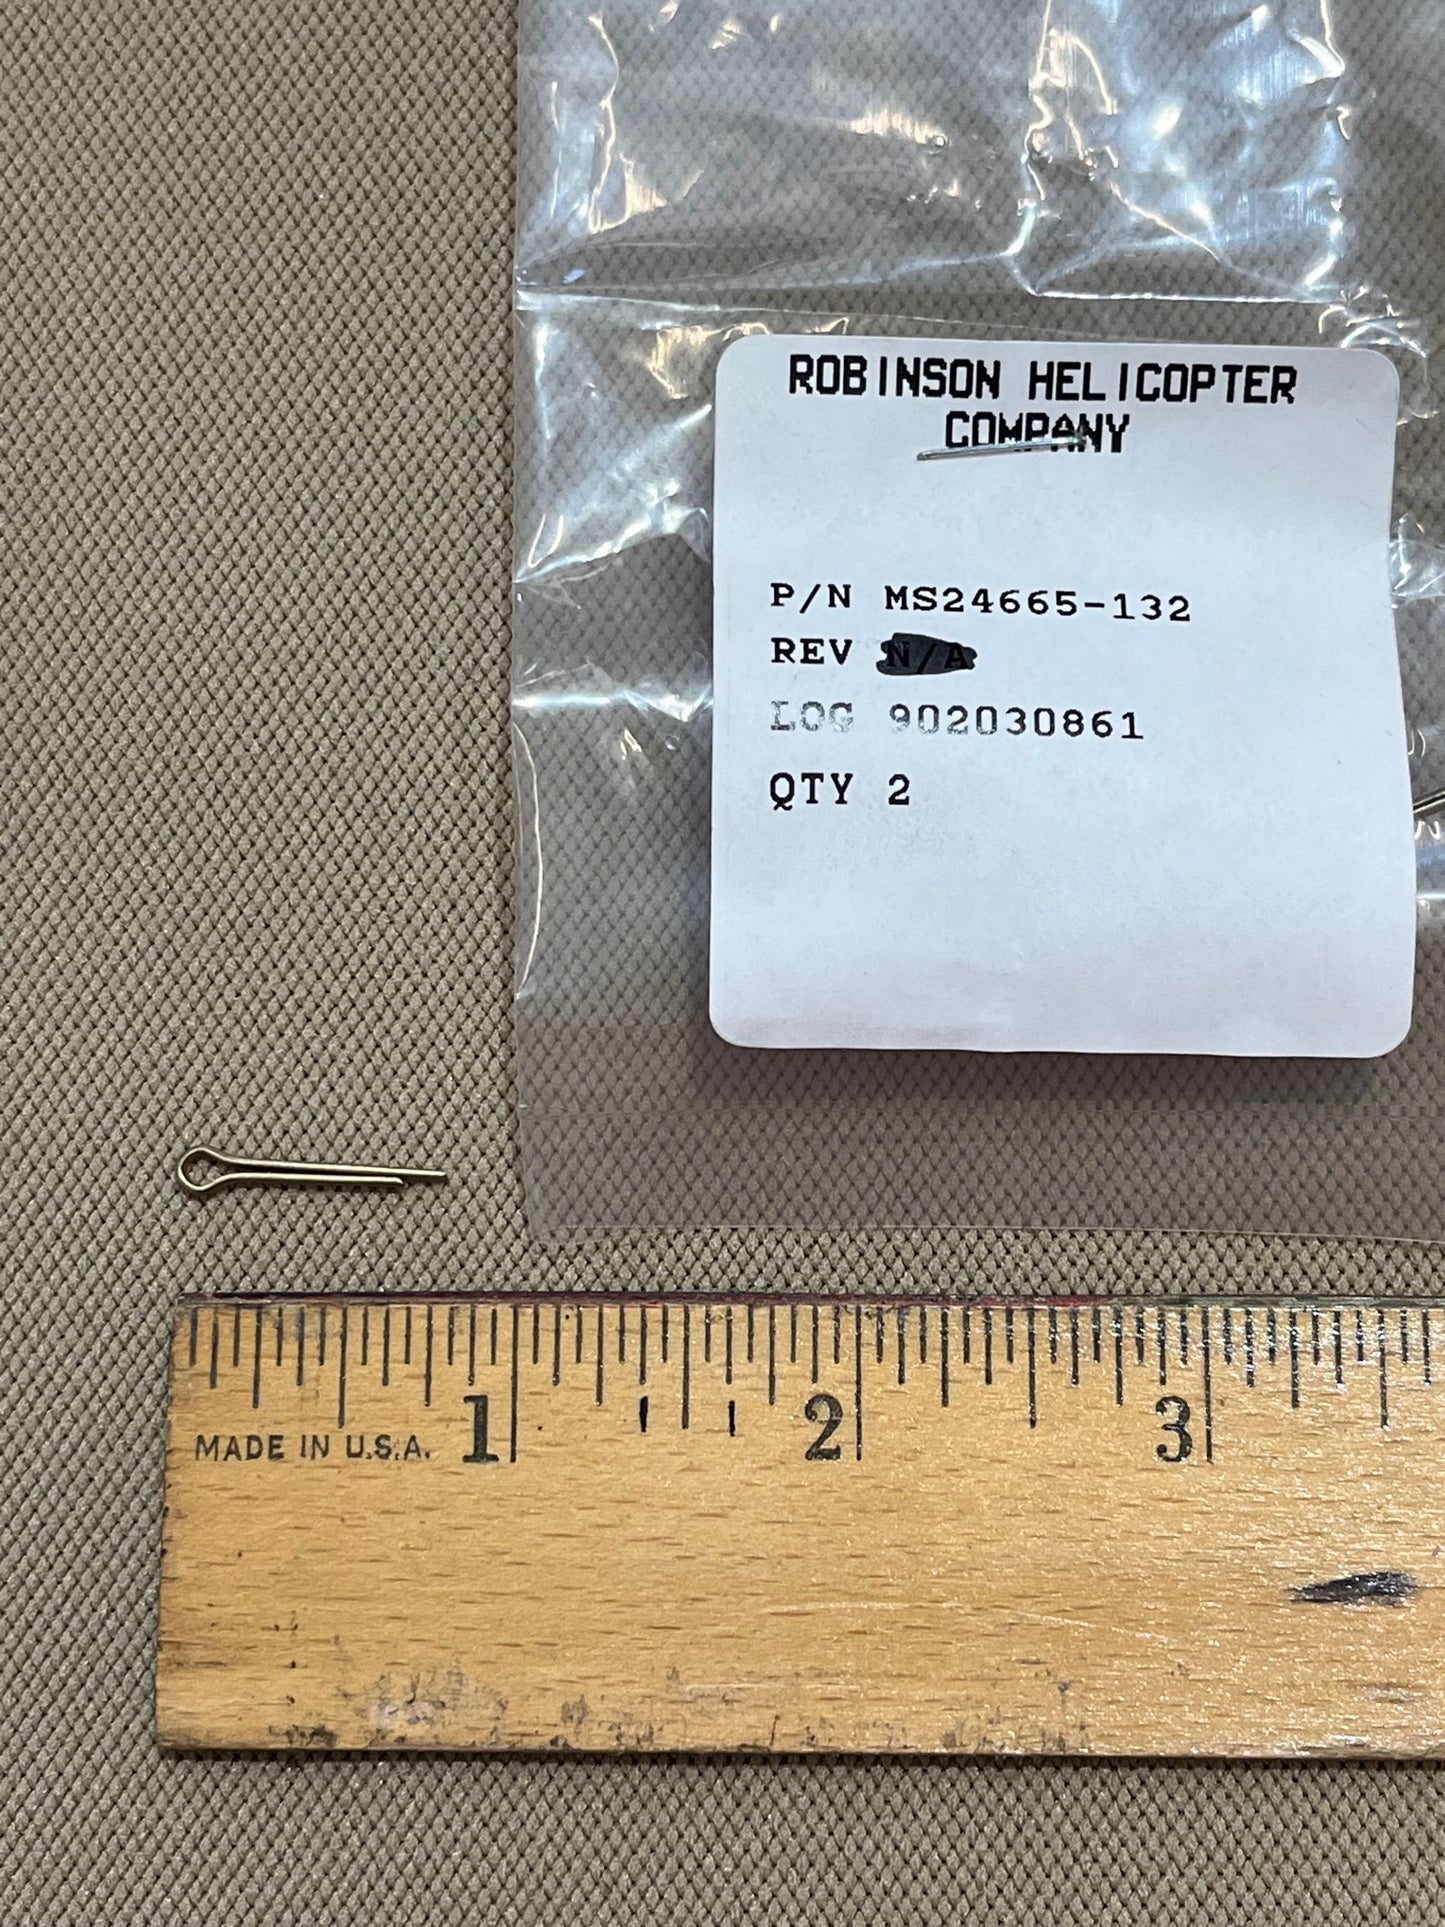 ROBINSON HELICOPTER
COMPANY
P/N MS24665-132
REV N/A
LOG 902030861
QTY 2
1 2 3
MADE IN U.S.A.